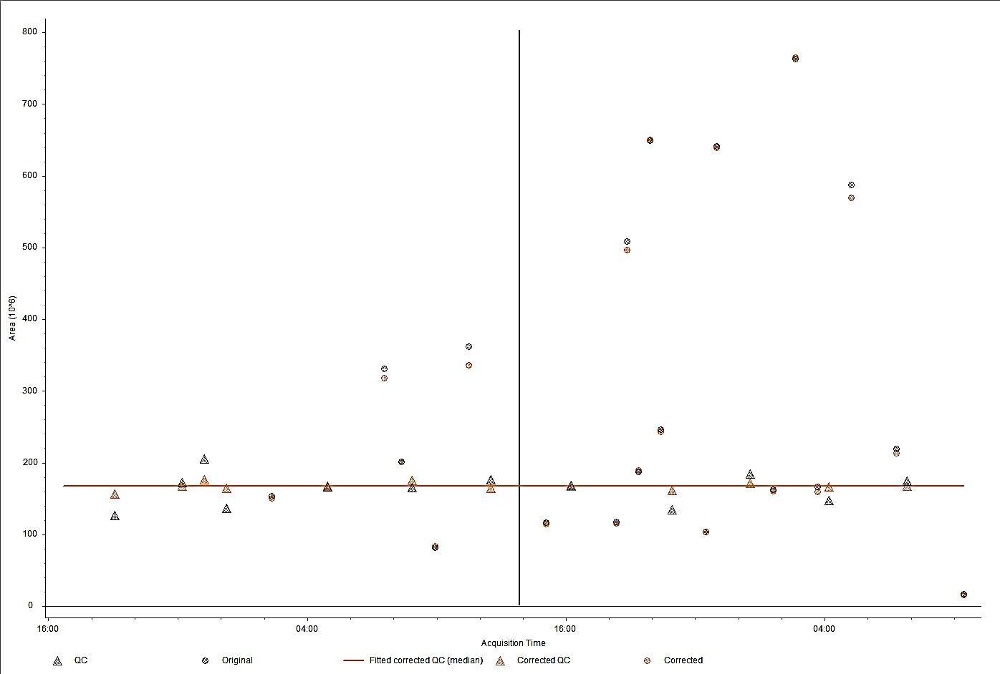 800
700
600
500
400
300
200
100
0
Area (10^6)
16:00 04:00 16:00 04:00
Acquisition Time
QC Original Fitted corrected QC (median) Corrected QC Corrected